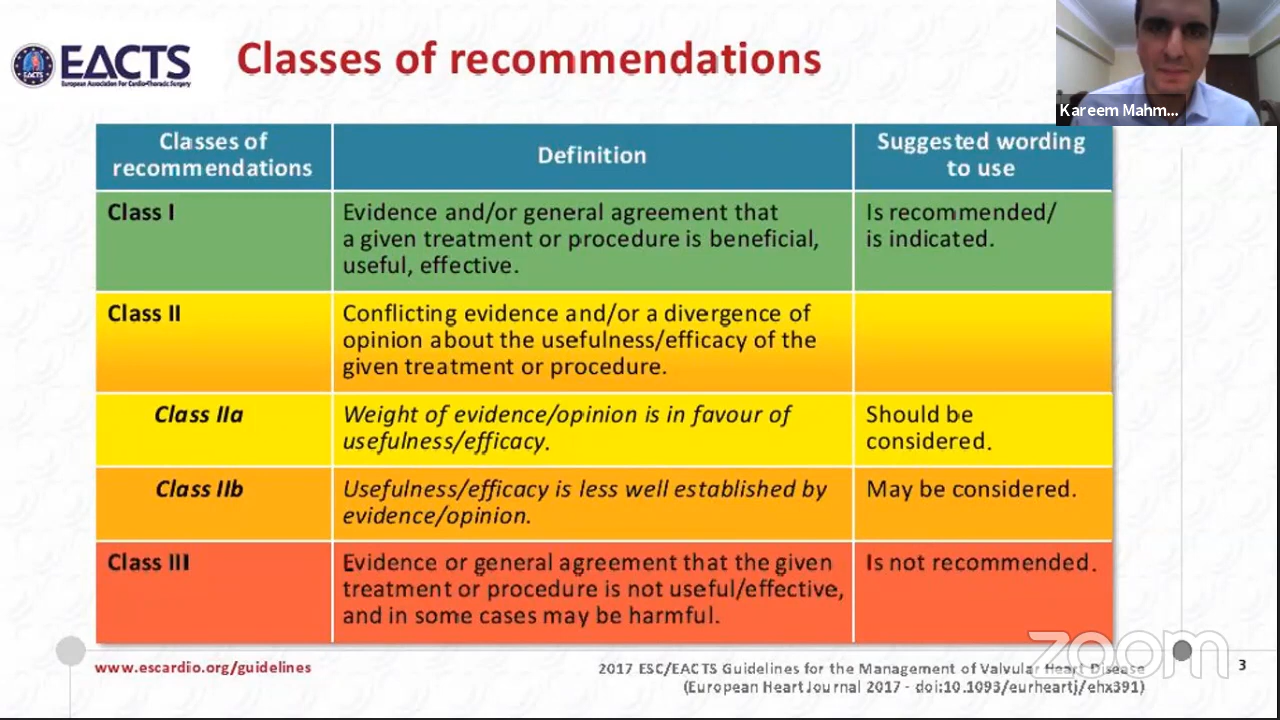 EACTS
European Association For Cardio-Thoracic Surgery
Classes of recommendations
Kareem Mahm...
Classes of
recommendations
Definition
Suggested wording
to use
Class I
Evidence and/or general agreement that
a given treatment or procedure is beneficial,
useful, effective.
Is recommended/
is indicated.
Class II
Conflicting evidence and/or a divergence of
opinion about the usefulness/efficacy of the
given treatment or procedure.
Class IIa
Weight of evidence/opinion is in favour of
usefulness/efficacy.
Should be
considered.
Class IIb
Usefulness/efficacy is less well established by
evidence/opinion.
May be considered.
Class III
Evidence or general agreement that the given
treatment or procedure is not useful/effective,
and in some cases may be harmful.
Is not recommended.
www.escardio.org/guidelines
2017 ESC/EACTS Guidelines for the Management of Valvular Heart Disease
(European Heart Journal 2017 - doi:10.1093/eurheartj/ehx391)
zoom
3